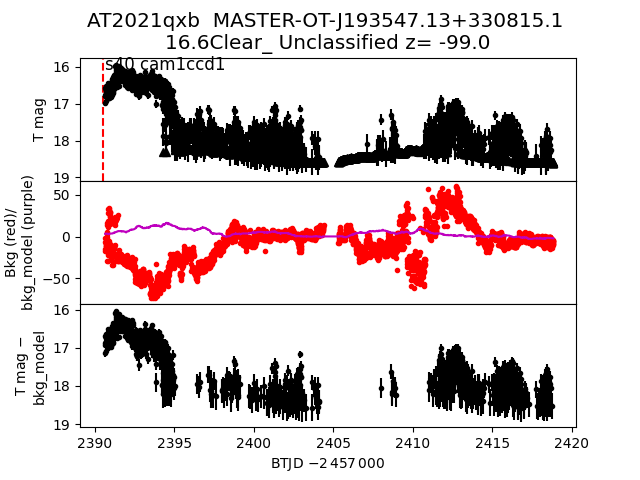 AT2021qxb  MASTER-OT-J193547.13+330815.1
16.6Clear_ Unclassified z= -99.0
s40 cam1ccd1
T mag
16
17
18
19
Bkg (red)/
bkg_model (purple)
50
0
−50
T mag −
bkg_model
16
17
18
19
2390 2395 2400 2405 2410 2415 2420
BTJD −2 457 000